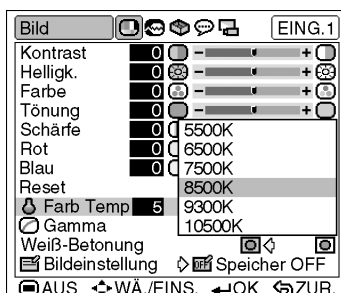 Bild EING.1
Kontrast 0 - +
Helligk. 0 - +
Farbe 0 - +
Tönung 0 - +
Schärfe 0 5500K
Rot 0 6500K
Blau 0 7500K
Reset 8500K
Farb Temp 5 9300K
Gamma 10500K
Weiß-Betonung
Bildeinstellung OFF Speicher OFF
AUS WÄ./EINS. OK ZUR.